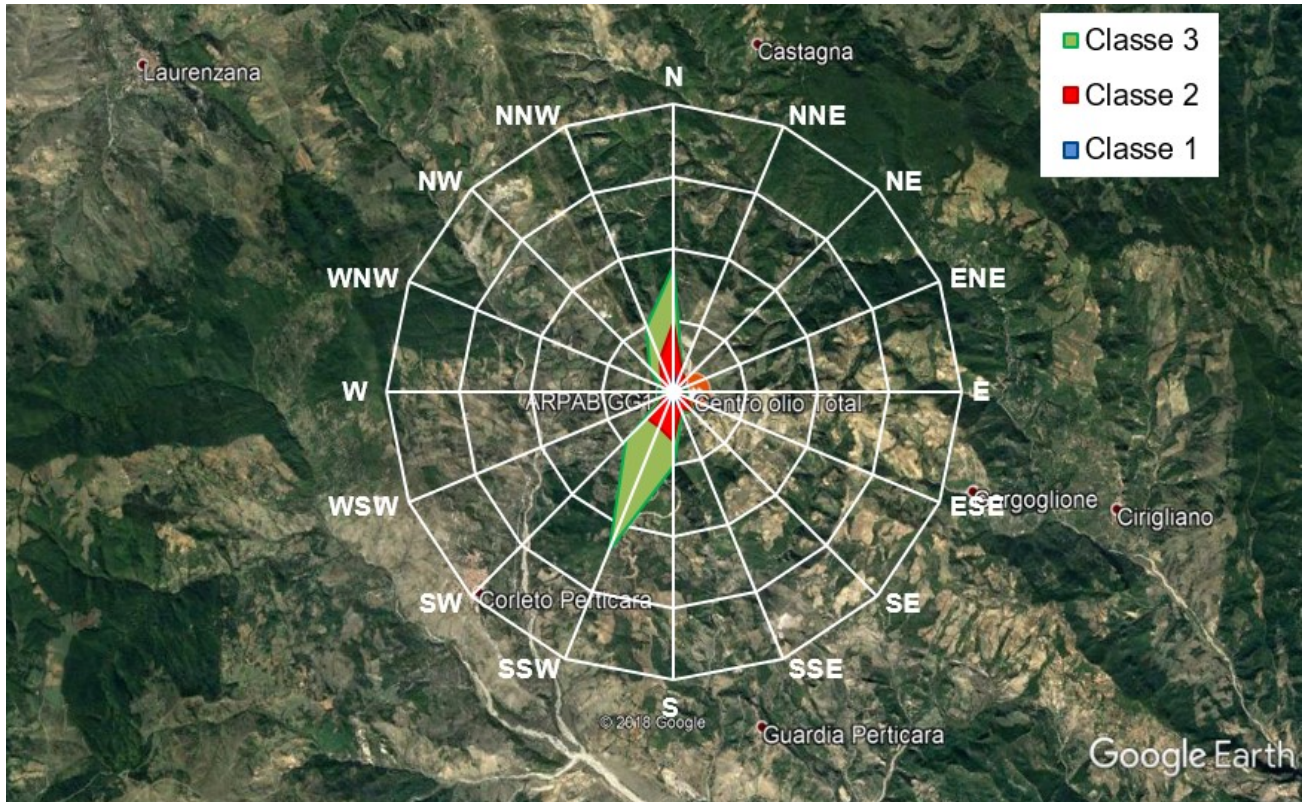 Classe 3
Classe 2
Classe 1
Laurenzana
Castagna
N
NNW
NNE
NW
NE
WNW
ENE
W
ARPAB GG1
Centro olio Total
E
WSW
ESE
Gorgoglione
Cirigliano
SW
Corleto Perticara
SE
SSW
SSE
S
© 2018 Google
Guardia Perticara
Google Earth